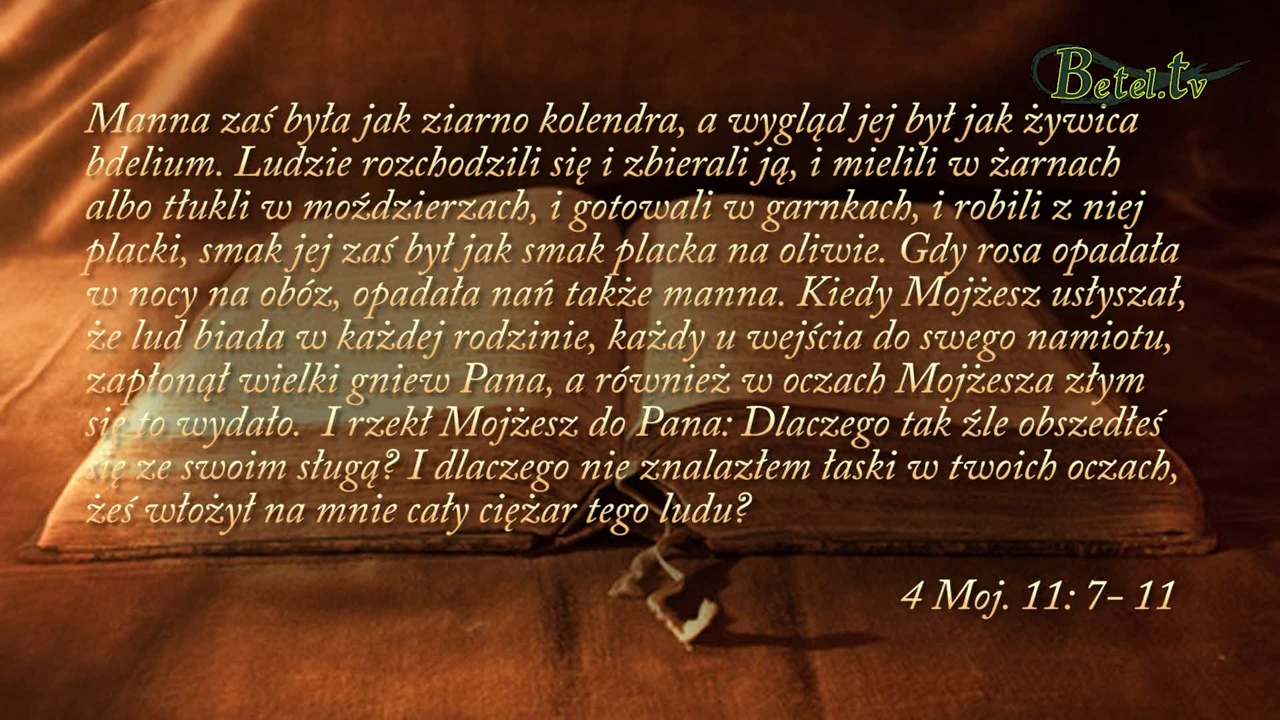 Betel.tv
Manna zaś była jak ziarno kolendra, a wygląd jej był jak żywica
bdelium. Ludzie rozchodzili się i zbierali ją, i mielili w żarnach
albo tłukli w moździerzach, i gotowali w garnkach, i robili z niej
placki, smak jej zaś był jak smak placka na oliwie. Gdy rosa opadała
w nocy na obóz, opadała nań także manna. Kiedy Mojżesz usłyszał,
że lud biada w każdej rodzinie, każdy u wejścia do swego namiotu,
zapłonął wielki gniew Pana, a również w oczach Mojżesza złym
się to wydało. I rzekł Mojżesz do Pana: Dlaczego tak źle obszedłeś
się ze swoim sługą? I dlaczego nie znalazłem łaski w twoich oczach,
żeś włożył na mnie cały ciężar tego ludu?
4 Moj. 11: 7- 11